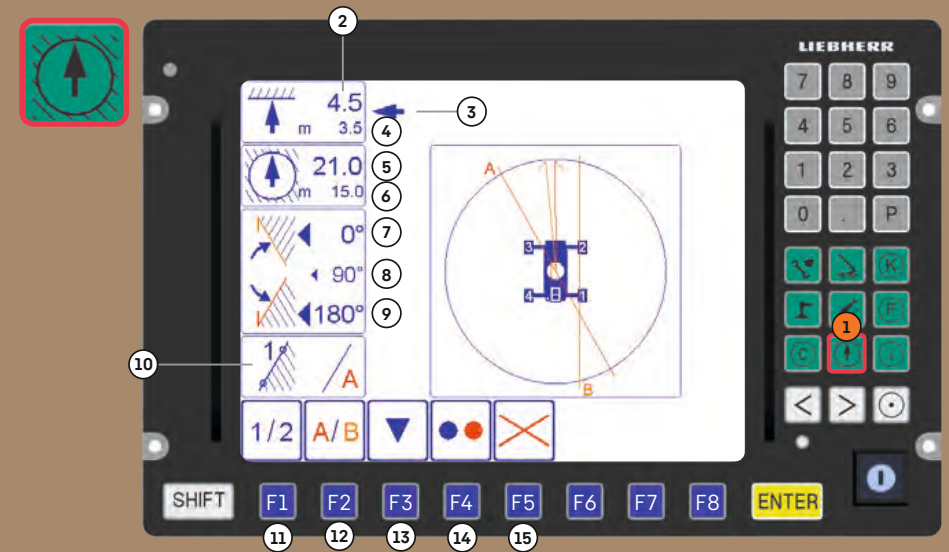 2
LIEBHERR
7 8 9
4.5 3
m 3.5 4
4 5 6
21.0 5
m 15.0 6
A
1 2 3
0 . P
0° 7
3 2
90° 8
K
4 1
180° 9
F
1
10
1 A
C i
B
< >
1/2 A/B
SHIFT F1 F2 F3 F4 F5 F6 F7 F8 ENTER
11 12 13 14 15